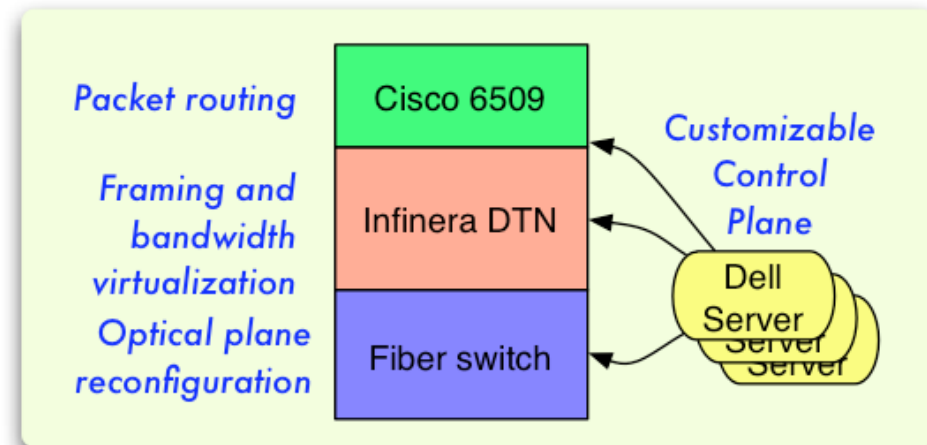 Packet routing
Cisco 6509
Customizable
Control
Plane
Framing and
bandwidth
virtualization
Infinera DTN
Dell
Server
Server
Server
Optical plane
reconfiguration
Fiber switch